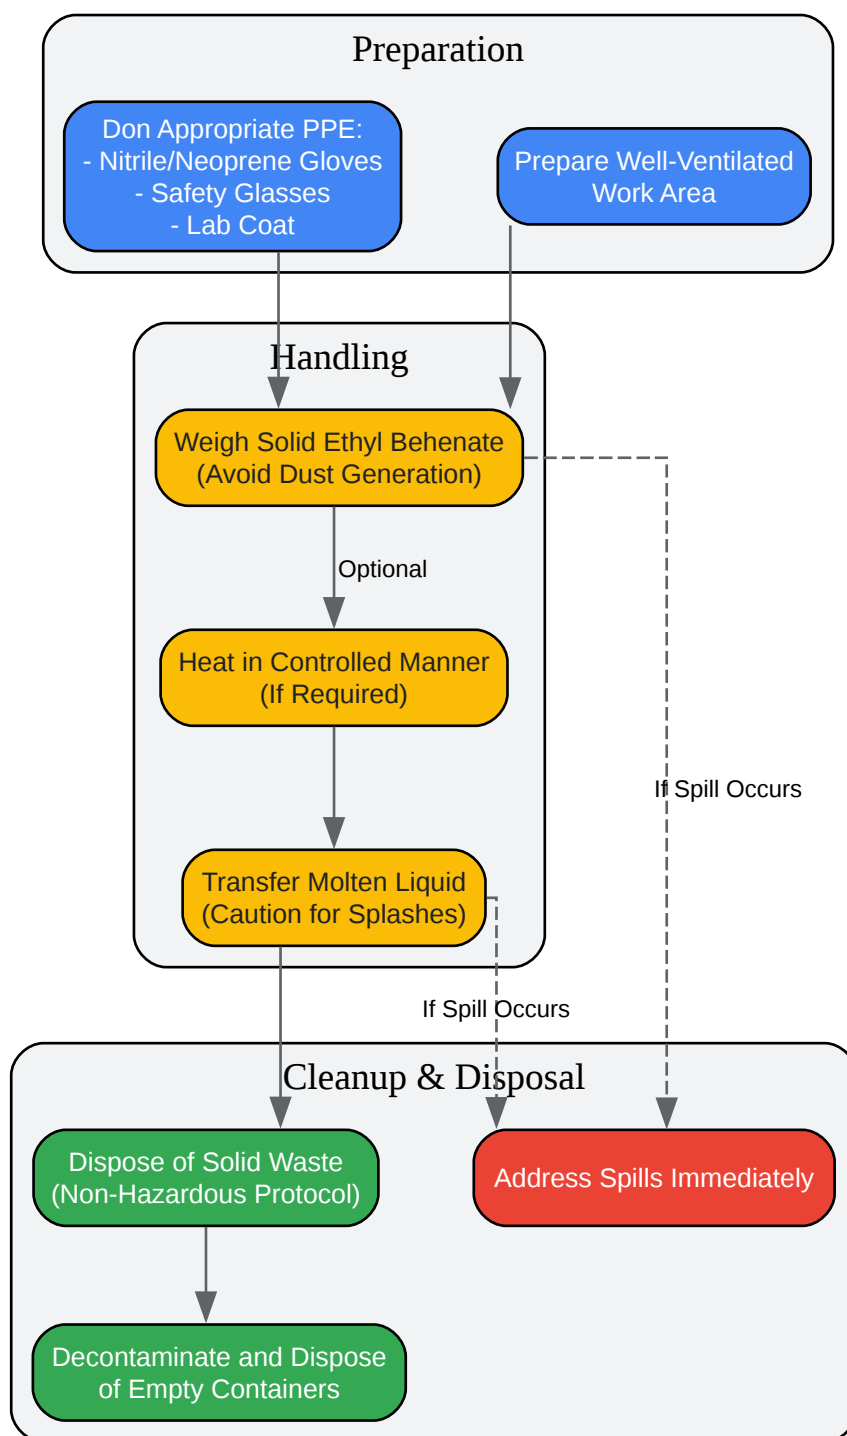 Preparation
Don Appropriate PPE:
- Nitrile/Neoprene Gloves
- Safety Glasses
- Lab Coat
Prepare Well-Ventilated
Work Area
Handling
Weigh Solid Ethyl Behenate
(Avoid Dust Generation)
Optional
Heat in Controlled Manner
(If Required)
If Spill Occurs
Transfer Molten Liquid
(Caution for Splashes)
If Spill Occurs
Cleanup & Disposal
Dispose of Solid Waste
(Non-Hazardous Protocol)
Address Spills Immediately
Decontaminate and Dispose
of Empty Containers